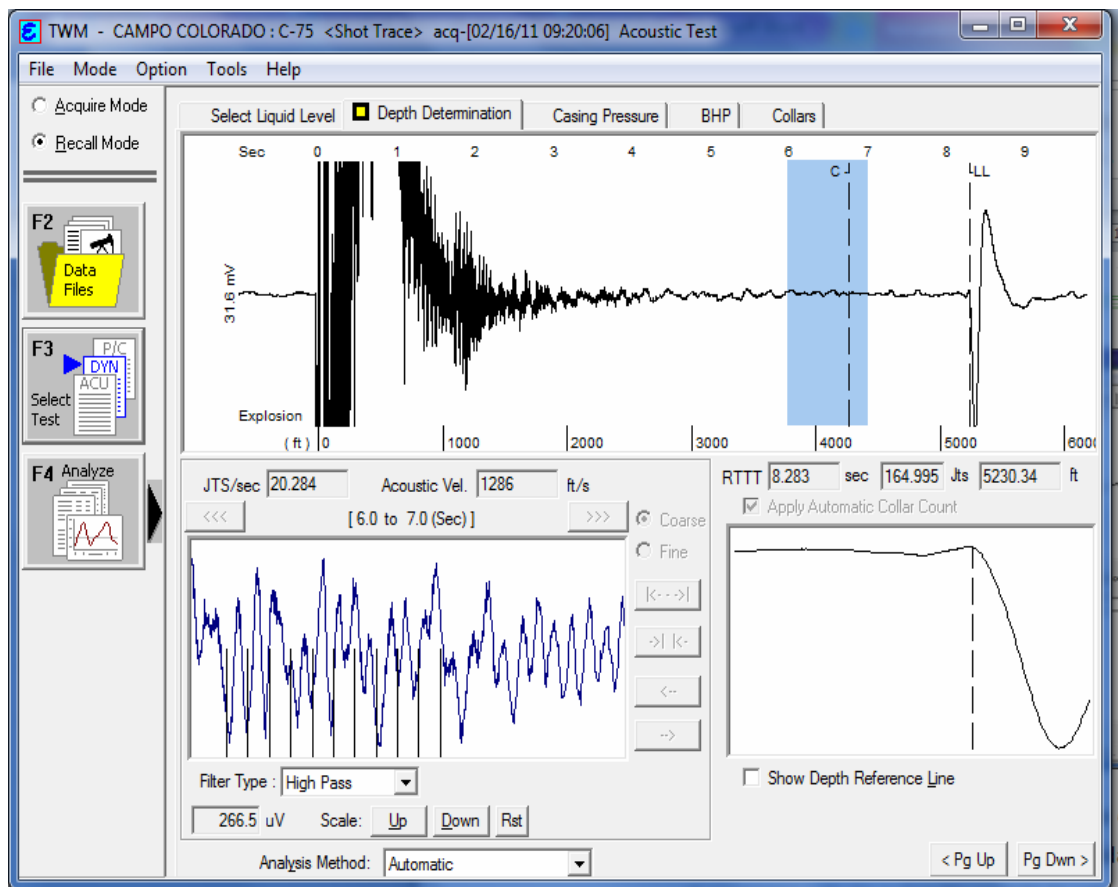 TWM - CAMPO COLORADO : C-75 <Shot Trace> acq-[02/16/11 09:20:06] Acoustic Test
File Mode Option Tools Help
Acquire Mode
Recall Mode
F2
Data
Files
F3
P/C
DYN
ACU
Select
Test
F4 Analyze
Select Liquid Level Depth Determination Casing Pressure BHP Collars
Sec 0 1 2 3 4 5 6 7 8 9
C LL
31.6 mV
Explosion
(ft) 0 1000 2000 3000 4000 5000 6000
JTS/sec 20.284 Acoustic Vel. 1286 ft/s
<<< [ 6.0 to 7.0 (Sec) ] >>>
Coarse
Fine
|<- - ->|
->| |<-
<--
-->
Filter Type : High Pass
266.5 uV Scale: Up Down Rst
Analysis Method: Automatic
RTTT 8.283 sec 164.995 Jts 5230.34 ft
Apply Automatic Collar Count
Show Depth Reference Line
< Pg Up Pg Dwn >